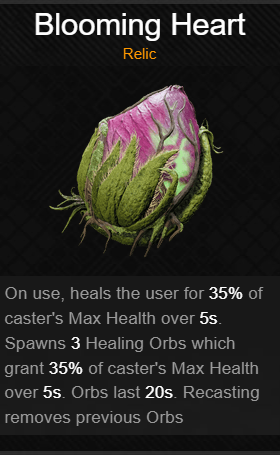 Blooming Heart
Relic
On use, heals the user for 35% of
caster's Max Health over 5s.
Spawns 3 Healing Orbs which
grant 35% of caster's Max Health
over 5s. Orbs last 20s. Recasting
removes previous Orbs